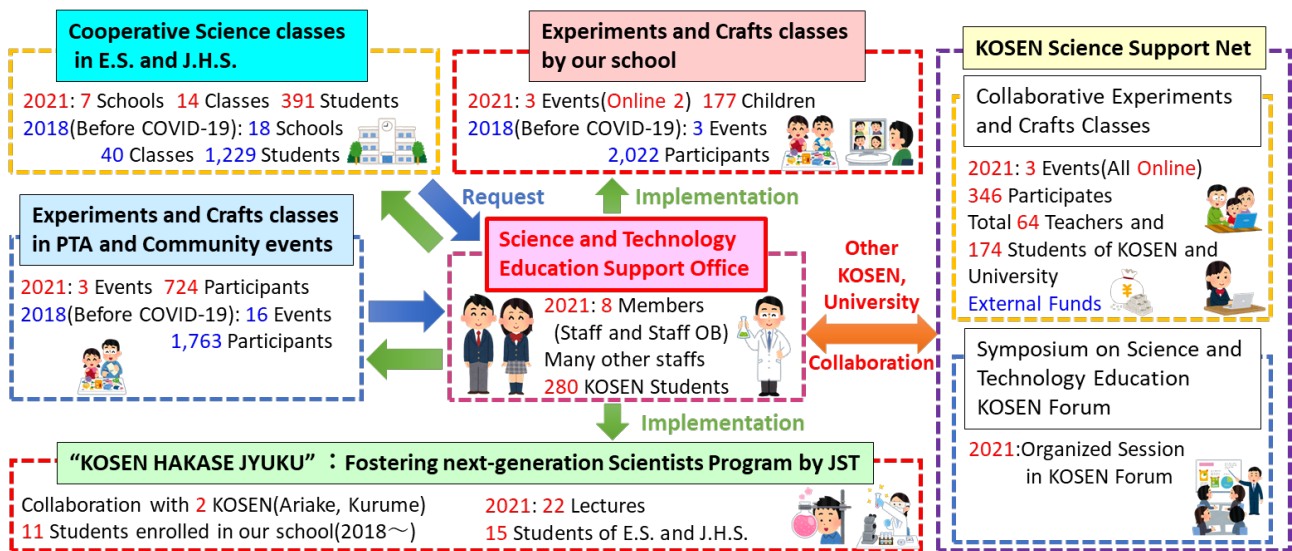 Cooperative Science classes
in E.S. and J.H.S.
2021: 7 Schools 14 Classes 391 Students
2018(Before COVID-19): 18 Schools
40 Classes 1,229 Students
Experiments and Crafts classes
by our school
2021: 3 Events(Online 2) 177 Children
2018(Before COVID-19): 3 Events
2,022 Participants
KOSEN Science Support Net
Collaborative Experiments
and Crafts Classes
2021: 3 Events(All Online)
346 Participates
Total 64 Teachers and
174 Students of KOSEN and
University
External Funds
¥
Symposium on Science and
Technology Education
KOSEN Forum
2021:Organized Session
in KOSEN Forum
Request
Implementation
Experiments and Crafts classes
in PTA and Community events
2021: 3 Events 724 Participants
2018(Before COVID-19): 16 Events
1,763 Participants
Science and Technology
Education Support Office
2021: 8 Members
(Staff and Staff OB)
Many other staffs
280 KOSEN Students
Other
KOSEN,
University
Collaboration
Implementation
“KOSEN HAKASE JYUKU” ：Fostering next-generation Scientists Program by JST
Collaboration with 2 KOSEN(Ariake, Kurume)
11 Students enrolled in our school(2018～)
2021: 22 Lectures
15 Students of E.S. and J.H.S.